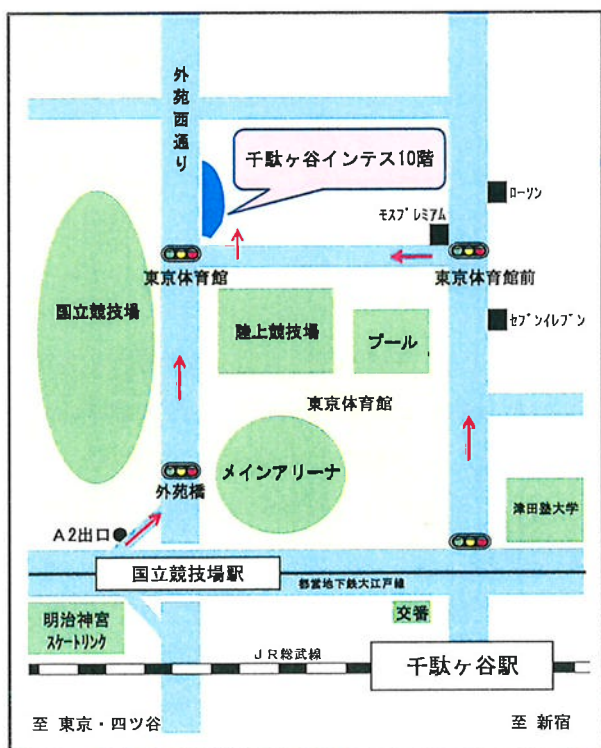 外苑西通り
千駄ヶ谷インテス10階
ローソン
モスプレミアム
東京体育館
東京体育館前
国立競技場
陸上競技場
プール
セブンイレブン
東京体育館
メインアリーナ
外苑橋
A2出口
津田塾大学
国立競技場駅
都営地下鉄大江戸線
明治神宮
スケートリンク
交番
JR総武線
千駄ヶ谷駅
至 東京・四ツ谷
至 新宿